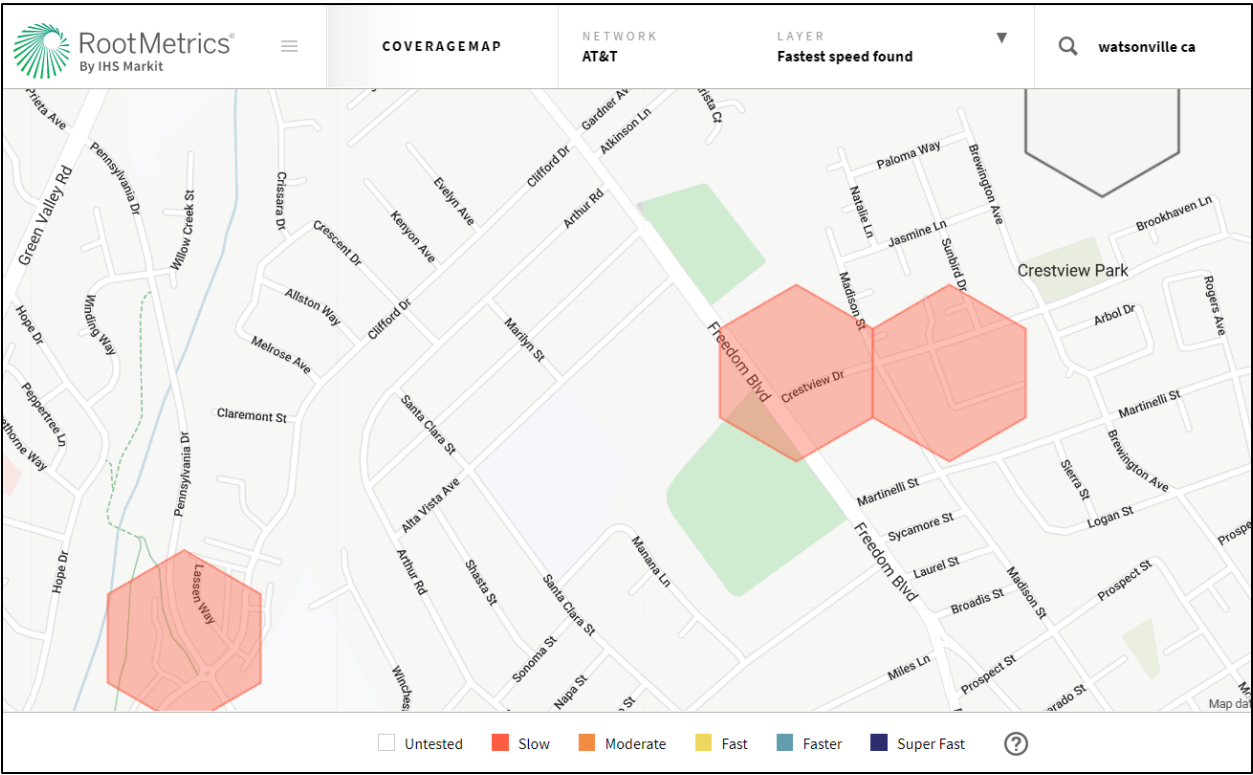 RootMetrics®
By IHS Markit
COVERAGEMAP
NETWORK
AT&T
LAYER
Fastest speed found
▼
watsonville ca
Prieta Ave
Pennsylvania Dr
Green Valley Rd
Willow Creek St
Crisara Dr
Crescent Dr
Evelyn Ave
Kenyon Ave
Clifford Dr
Gardner Av
Atkinson Ln
Arthur Rd
Paloma Way
Brewington Ave
Natalie Ln
Jasmine Ln
Sunbird Dr
Brookhaven Ln
Crestview Park
Madison St
Rogers Ave
Arbol Dr
Hope Dr
Winding Way
Allston Way
Clifford Dr
Melrose Ave
Marilyn St
Freedom Blvd
Crestview Dr
Martinelli St
Peppertree Ln
Claremont St
Santa Clara St
Brewington Ave
Pennsylvania Dr
Alta Vista Ave
Sierra St
Martinelli St
Logan St
Sycamore St
Freedom Blvd
Laurel St
Manana Ln
Arthur Rd
Shasta St
Santa Clara St
Hope Dr
Lassen Way
Madison St
Prospect St
Broadis St
Sonoma St
Napa St
Miles Ln
Prospect St
Map dat
Untested
Slow
Moderate
Fast
Faster
Super Fast
?